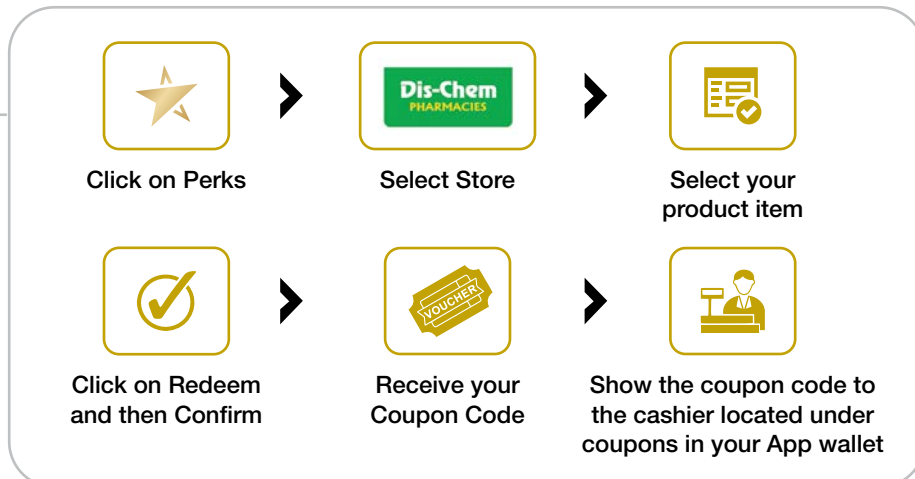 Dis-Chem
PHARMACIES
Click on Perks
Select Store
Select your
product item
VOUCHER
Click on Redeem
and then Confirm
Receive your
Coupon Code
Show the coupon code to
the cashier located under
coupons in your App wallet